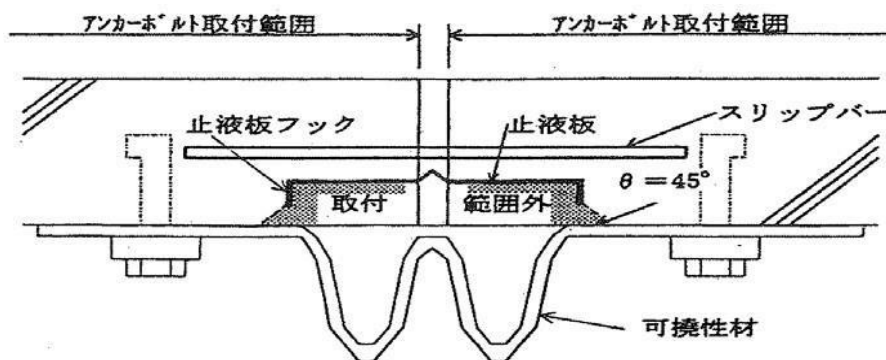 アンカーボルト取付範囲
アンカーボルト取付範囲
スリップバー
止液板フック
止液板
θ=45°
取付
範囲外
可撓性材